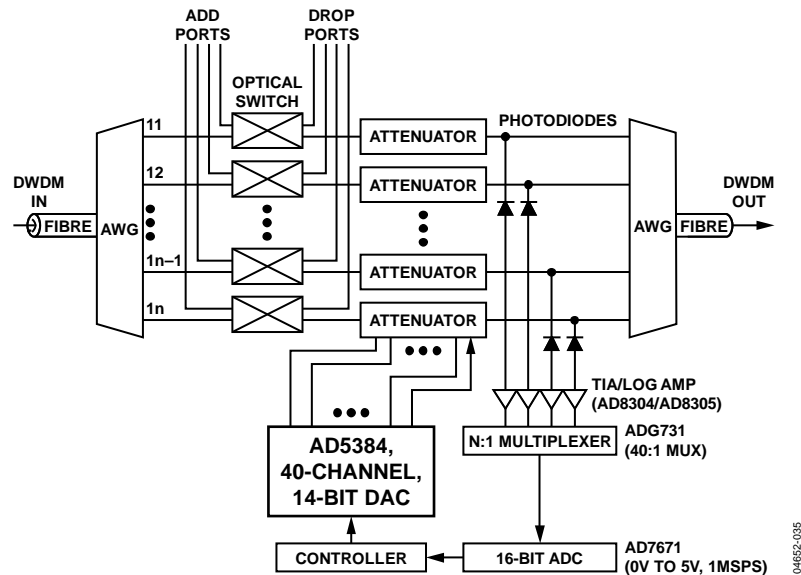 ADD
PORTS
DROP
PORTS
OPTICAL
SWITCH
PHOTODIODES
11
ATTENUATOR
12
ATTENUATOR
DWDM
IN
FIBRE
AWG
DWDM
OUT
AWG
FIBRE
1n–1
ATTENUATOR
1n
ATTENUATOR
TIA/LOG AMP
(AD8304/AD8305)
N:1 MULTIPLEXER
ADG731
(40:1 MUX)
AD5384,
40-CHANNEL,
14-BIT DAC
CONTROLLER
16-BIT ADC
AD7671
(0V TO 5V, 1MSPS)
04652-035